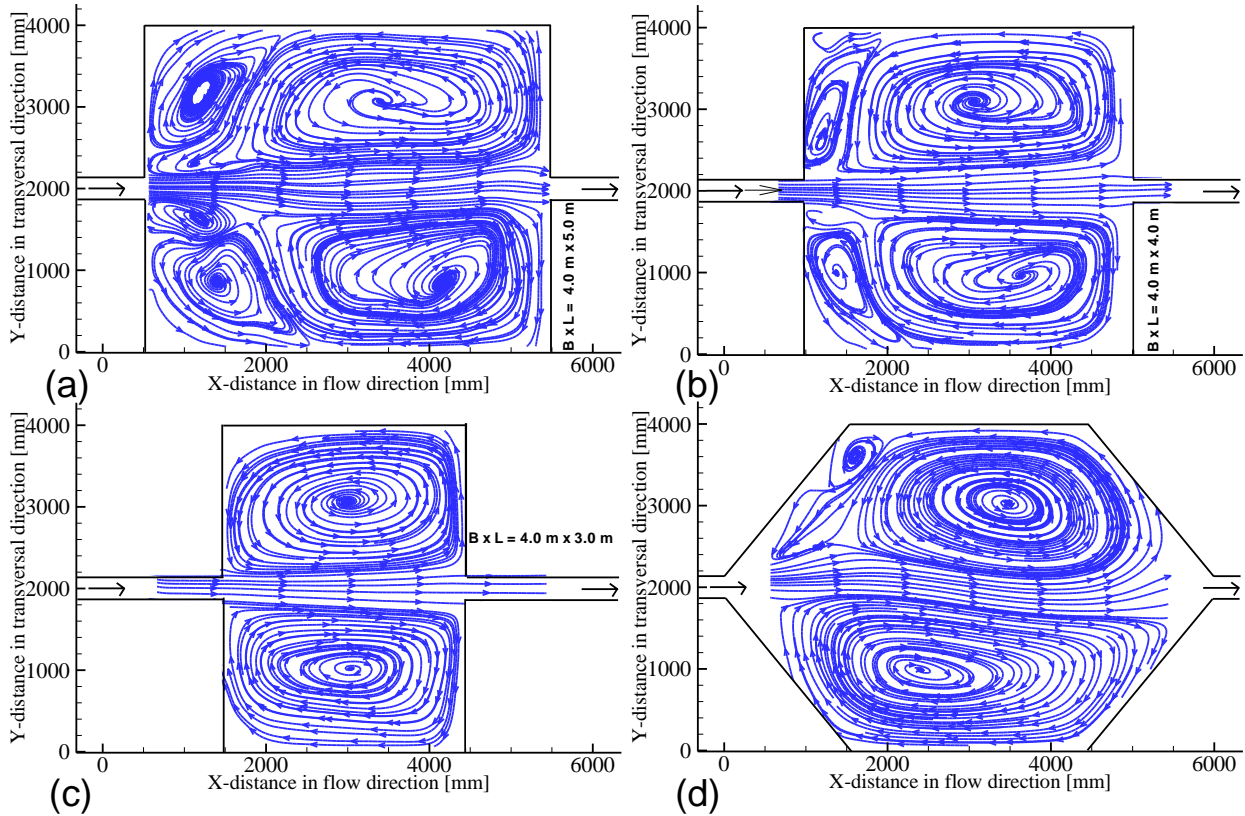 4000
3000
2000
1000
0
Y-distance in transversal direction [mm]
2000
4000
6000
X-distance in flow direction [mm]
B x L = 4.0 m x 5.0 m
(a)
4000
3000
2000
1000
0
Y-distance in transversal direction [mm]
2000
4000
6000
X-distance in flow direction [mm]
B x L = 4.0 m x 4.0 m
(b)
4000
3000
2000
1000
0
Y-distance in transversal direction [mm]
0
2000
4000
6000
X-distance in flow direction [mm]
B x L = 4.0 m x 3.0 m
(c)
4000
3000
2000
1000
0
Y-distance in transversal direction [mm]
0
2000
4000
6000
X-distance in flow direction [mm]
(d)